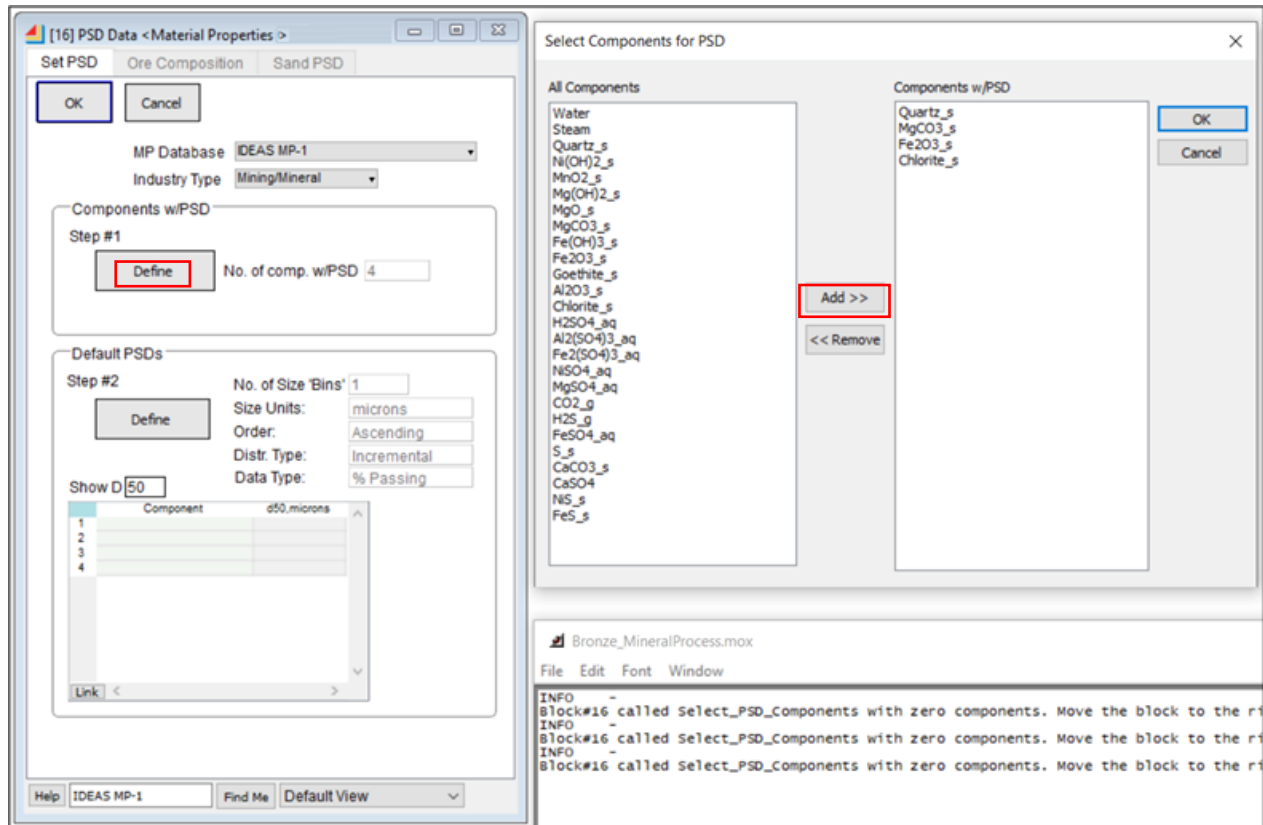 [16] PSD Data <Material Properties >
Set PSD Ore Composition Sand PSD
OK Cancel
MP Database IDEAS MP-1
Industry Type Mining/Mineral
Components w/PSD
Step #1
Define No. of comp. w/PSD 4
Default PSDs
Step #2
No. of Size 'Bins' 1
Define
Size Units: microns
Order: Ascending
Distr. Type: Incremental
Data Type: % Passing
Show D 50
Component d50,microns
1
2
3
4
Link
Help IDEAS MP-1 Find Me Default View
Select Components for PSD
All Components
Water
Steam
Quartz_s
Ni(OH)2_s
MnO2_s
Mg(OH)2_s
MgO_s
MgCO3_s
Fe(OH)3_s
Fe2O3_s
Goethite_s
Al2O3_s
Chlorite_s
H2SO4_aq
Al2(SO4)3_aq
Fe2(SO4)3_aq
NiSO4_aq
MgSO4_aq
CO2_g
H2S_g
FeSO4_aq
S_s
CaCO3_s
CaSO4
NiS_s
FeS_s
Add >>
<< Remove
Components w/PSD
Quartz_s
MgCO3_s
Fe2O3_s
Chlorite_s
OK
Cancel
Bronze_MineralProcess.mox
File Edit Font Window
INFO -
Block#16 called Select_PSD_Components with zero components. Move the block to the ri
INFO -
Block#16 called Select_PSD_Components with zero components. Move the block to the ri
INFO -
Block#16 called Select_PSD_Components with zero components. Move the block to the ri